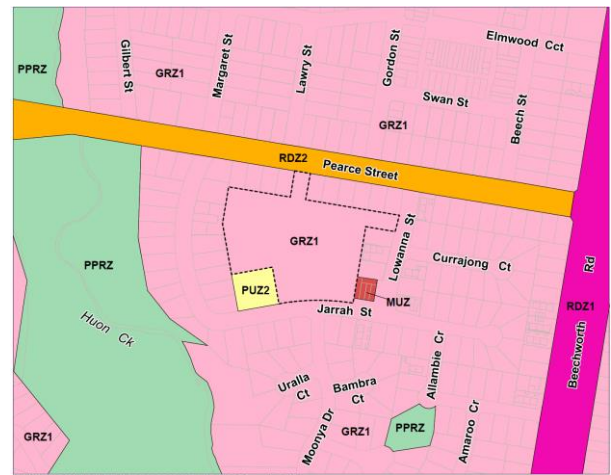 Elmwood Cct
Gilbert St
Margaret St
Lawry St
Gordon St
PPRZ
GRZ1
Swan St
Beech St
GRZ1
RDZ2
Pearce Street
GRZ1
Lowanna St
PPRZ
Currajong Ct
PUZ2
MUZ
RDZ1
Beechworth Rd
Jarrah St
Huon Ck
Uralla
Ct
Bambra
Ct
Allambie Cr
Moonya Dr
PPRZ
Amaroo Cr
GRZ1
GRZ1